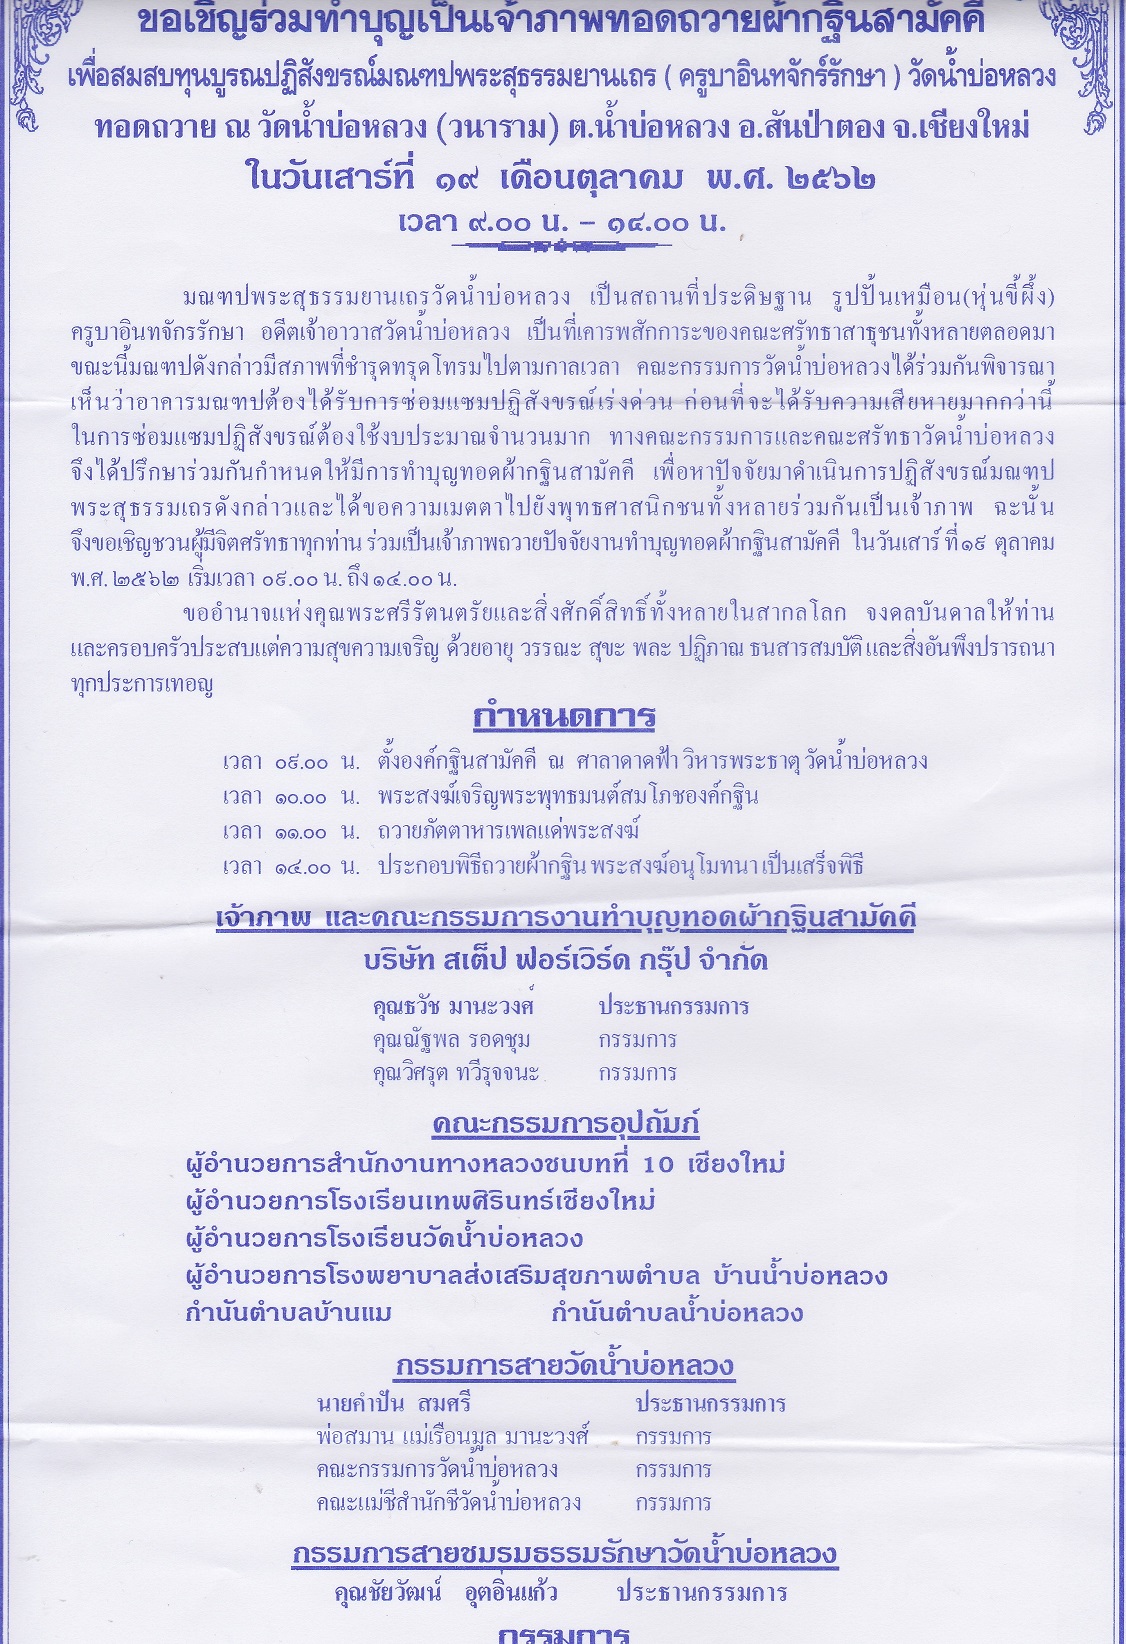 ขอเชิญร่วมทำบุญเป็นเจ้าภาพทอดถวายผ้ากฐินสามัคคี
เพื่อสมสบทุนบูรณปฏิสังขรณ์มณฑปพระสุธรรมยานเถร ( ครูบาอินทจักร์รักษา ) วัดน้ำบ่อหลวง
ทอดถวาย ณ วัดน้ำบ่อหลวง (วนาราม) ต.น้ำบ่อหลวง อ.สันป่าตอง จ.เชียงใหม่
ในวันเสาร์ที่ ๑๙ เดือนตุลาคม พ.ศ. ๒๕๖๒
เวลา ๙.๐๐ น. – ๑๔.๐๐ น.
มณฑปพระสุธรรมยานเถรวัดน้ำบ่อหลวง เป็นสถานที่ประดิษฐาน รูปปั้นเหมือน(หุ่นขี้ผึ้ง)
ครูบาอินทจักรรักษา อดีตเจ้าอาวาสวัดน้ำบ่อหลวง เป็นที่เคารพสักการะของคณะศรัทธาสาธุชนทั้งหลายตลอดมา
ขณะนี้มณฑปดังกล่าวมีสภาพที่ชำรุดทรุดโทรมไปตามกาลเวลา คณะกรรมการวัดน้ำบ่อหลวงได้ร่วมกันพิจารณา
เห็นว่าอาคารมณฑปต้องได้รับการซ่อมแซมปฏิสังขรณ์เร่งด่วน ก่อนที่จะได้รับความเสียหายมากกว่านี้
ในการซ่อมแซมปฏิสังขรณ์ต้องใช้งบประมาณจำนวนมาก ทางคณะกรรมการและคณะศรัทธาวัดน้ำบ่อหลวง
จึงได้ปรึกษาร่วมกันกำหนดให้มีการทำบุญทอดผ้ากฐินสามัคคี เพื่อหาปัจจัยมาดำเนินการปฏิสังขรณ์มณฑป
พระสุธรรมเถรดังกล่าวและได้ขอความเมตตาไปยังพุทธศาสนิกชนทั้งหลายร่วมกันเป็นเจ้าภาพ ฉะนั้น
จึงขอเชิญชวนผู้มีจิตศรัทธาทุกท่าน ร่วมเป็นเจ้าภาพถวายปัจจัยงานทำบุญทอดผ้ากฐินสามัคคี ในวันเสาร์ ที่ ๑๙ ตุลาคม
พ.ศ. ๒๕๖๒ เริ่มเวลา ๐๙.๐๐ น. ถึง ๑๔.๐๐ น.
ขออำนาจแห่งคุณพระศรีรัตนตรัยและสิ่งศักดิ์สิทธิ์ทั้งหลายในสากลโลก จงดลบันดาลให้ท่าน
และครอบครัวประสบแต่ความสุขความเจริญ ด้วยอายุ วรรณะ สุขะ พละ ปฏิภาณ ธนสารสมบัติ และสิ่งอันพึงปรารถนา
ทุกประการเทอญ
กำหนดการ
เวลา ๐๙.๐๐ น. ตั้งองค์กฐินสามัคคี ณ ศาลาดาดฟ้า วิหารพระธาตุ วัดน้ำบ่อหลวง
เวลา ๑๐.๐๐ น. พระสงฆ์เจริญพระพุทธมนต์สมโภชองค์กฐิน
เวลา ๑๑.๐๐ น. ถวายภัตตาหารเพลแด่พระสงฆ์
เวลา ๑๔.๐๐ น. ประกอบพิธีถวายผ้ากฐิน พระสงฆ์อนุโมทนา เป็นเสร็จพิธี
เจ้าภาพ และคณะกรรมการงานทำบุญทอดผ้ากฐินสามัคคี
บริษัท สเต็ป ฟอร์เวิร์ด กรุ๊ป จำกัด
คุณธวัช มานะวงศ์ ประธานกรรมการ
คุณณัฐพล รอดชุม กรรมการ
คุณวิศรุต ทวีรุจจนะ กรรมการ
คณะกรรมการอุปถัมภ์
ผู้อำนวยการสำนักงานทางหลวงชนบทที่ 10 เชียงใหม่
ผู้อำนวยการโรงเรียนเทพศิรินทร์เชียงใหม่
ผู้อำนวยการโรงเรียนวัดน้ำบ่อหลวง
ผู้อำนวยการโรงพยาบาลส่งเสริมสุขภาพตำบล บ้านน้ำบ่อหลวง
กำนันตำบลบ้านแม กำนันตำบลน้ำบ่อหลวง
กรรมการสายวัดน้ำบ่อหลวง
นายคำปัน สมศรี ประธานกรรมการ
พ่อสมาน แม่เรือนมูล มานะวงศ์ กรรมการ
คณะกรรมการวัดน้ำบ่อหลวง กรรมการ
คณะแม่ชีสำนักชีวัดน้ำบ่อหลวง กรรมการ
กรรมการสายชมรมธรรมรักษาวัดน้ำบ่อหลวง
คุณชัยวัฒน์ อุตอิ่นแก้ว ประธานกรรมการ
กรรมการ